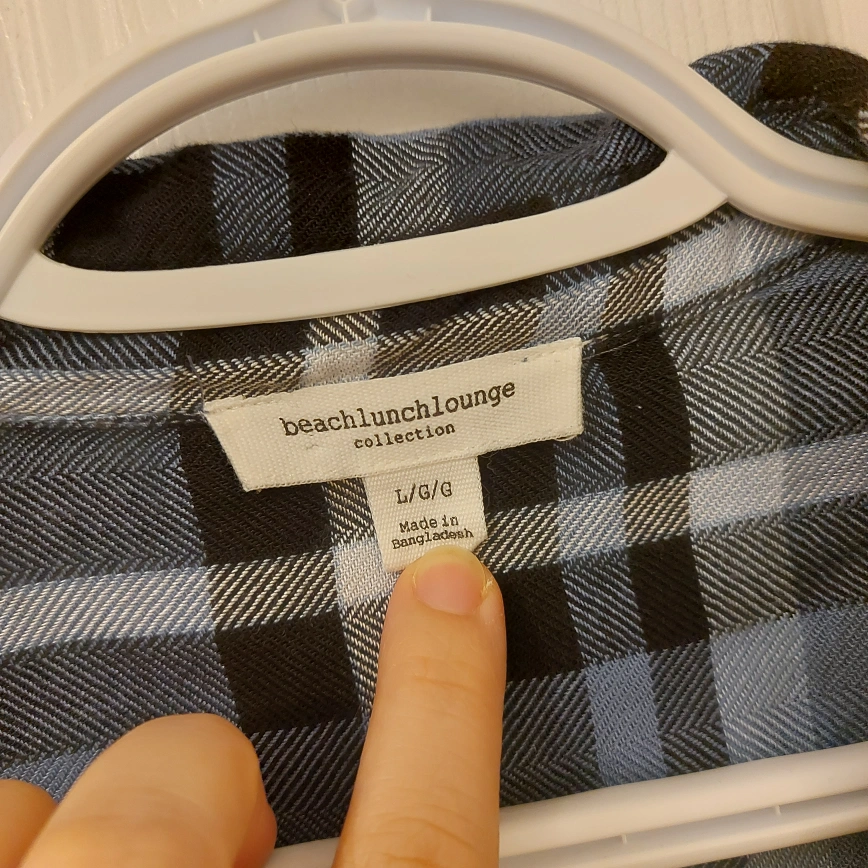 beachlunchlounge
collection
L/G/G
Made in
Bangladesh